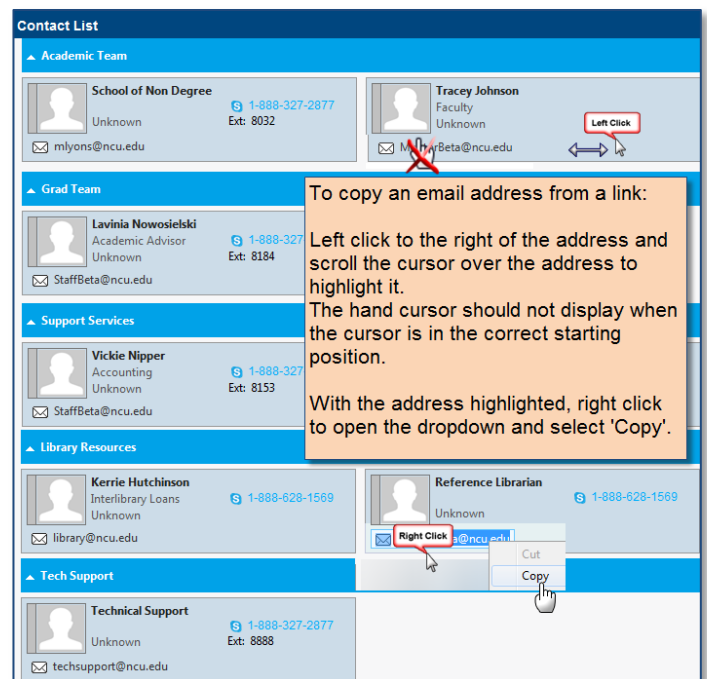 Contact List
Academic Team
School of Non Degree
1-888-327-2877
Unknown
Ext: 8032
mlyons@ncu.edu
Tracey Johnson
Faculty
Unknown
Left Click
rBeta@ncu.edu
Grad Team
Lavinia Nowosielski
Academic Advisor
1-888-327
Unknown
Ext: 8184
StaffBeta@ncu.edu
To copy an email address from a link:
Left click to the right of the address and
scroll the cursor over the address to
highlight it.
The hand cursor should not display when
the cursor is in the correct starting
position.
With the address highlighted, right click
to open the dropdown and select 'Copy'.
Support Services
Vickie Nipper
Accounting
1-888-327
Unknown
Ext: 8153
StaffBeta@ncu.edu
Library Resources
Kerrie Hutchinson
Interlibrary Loans
1-888-628-1569
Unknown
library@ncu.edu
Reference Librarian
1-888-628-1569
Unknown
Right Click
a@ncu.edu
Cut
Copy
Tech Support
Technical Support
1-888-327-2877
Unknown
Ext: 8888
techsupport@ncu.edu